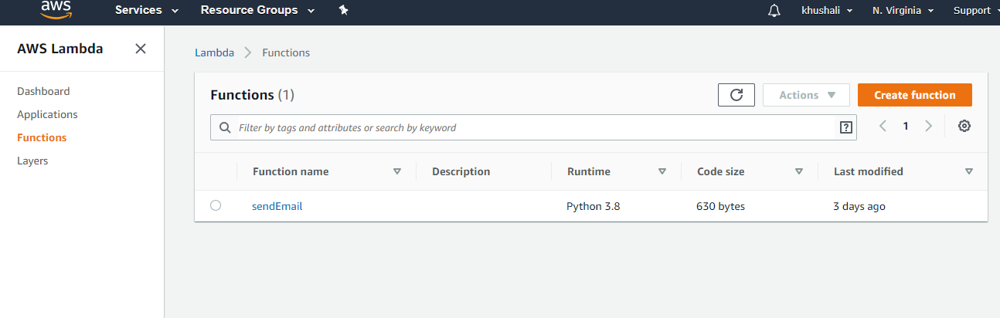 aws Services Resource Groups khushali N. Virginia Support
AWS Lambda
Lambda Functions
Dashboard
Applications
Functions
Layers
Functions (1)
Actions Create function
Filter by tags and attributes or search by keyword ? 1
Function name Description Runtime Code size Last modified
sendEmail Python 3.8 630 bytes 3 days ago